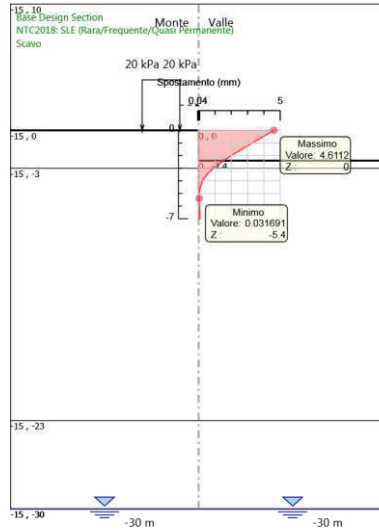 -15, 10
Base Design Section
NTC2018: SLE (Rara/Frequente/Quasi Permanente)
Scavo
Monte Valle
20 kPa 20 kPa
Spostamento (mm)
5
0
0, 0
-15, 0
Massimo
Valore: 4.6112
Z : 0
-15, -3
Minimo
Valore: 0.031691
Z : -5.4
-7
-15, -23
-15, -30
-30 m
-30 m